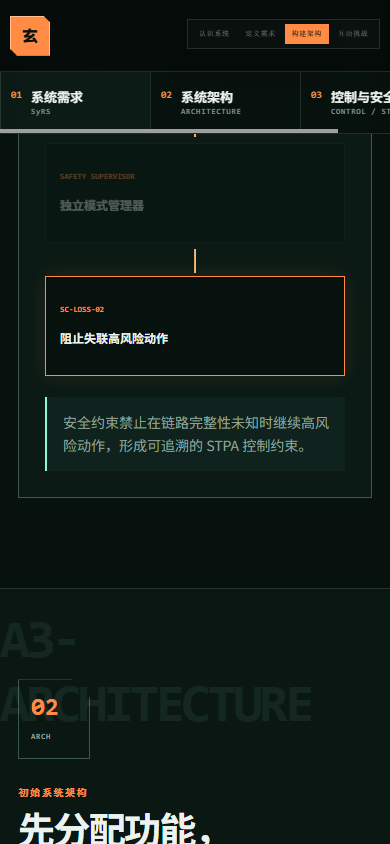 玄
认识系统 定义需求 构建架构 互动挑战
01 系统需求 SyRS
02 系统架构 ARCHITECTURE
03 控制与安全 CONTROL / ST
SAFETY SUPERVISOR
独立模式管理器
SC-LOSS-02
阻止失联高风险动作
安全约束禁止在链路完整性未知时继续高风
险动作，形成可追溯的 STPA 控制约束。
A3-
ARCHITECTURE
02
ARCH
初始系统架构
先分配功能，